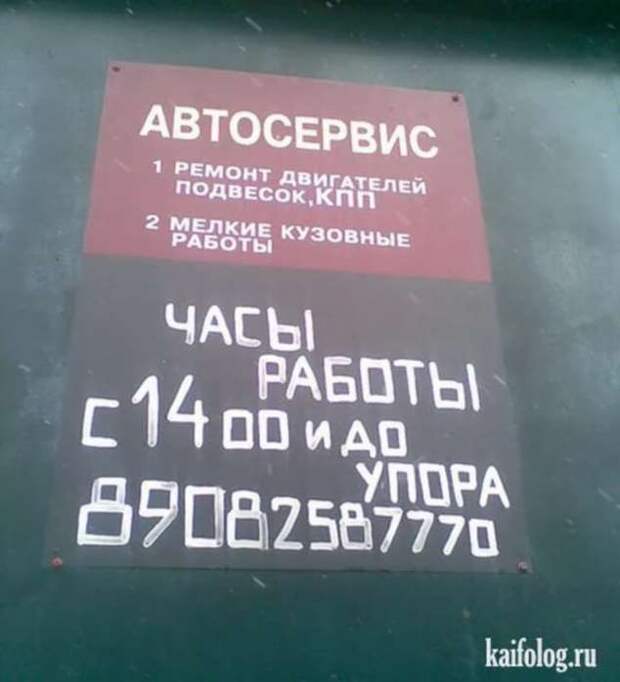 АВТОСЕРВИС
1 РЕМОНТ ДВИГАТЕЛЕЙ
ПОДВЕСОК,КПП
2 МЕЛКИЕ КУЗОВНЫЕ
РАБОТЫ
ЧАСЫ
РАБОТЫ
С 14 00 И ДО
УПОРА
89082587770
kaifolog.ru